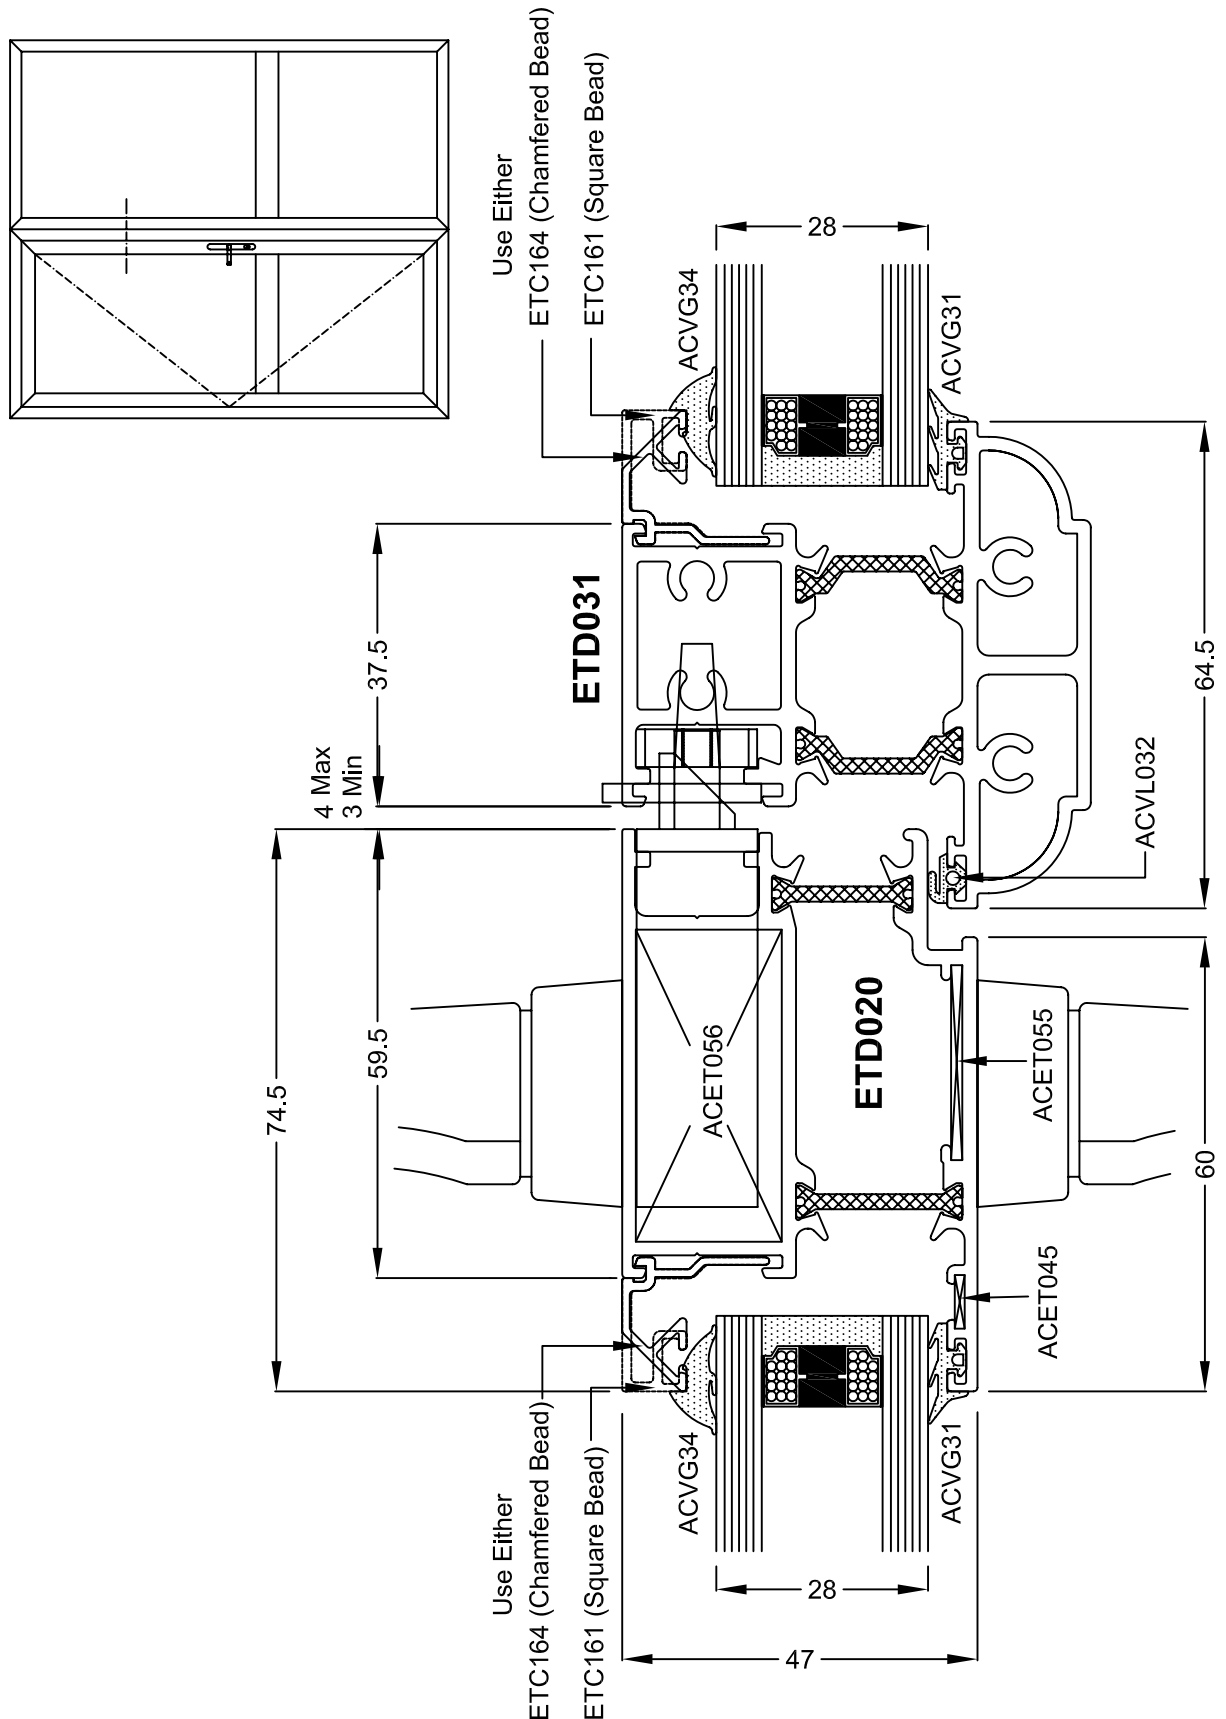 Use Either
ETC164 (Chamfered Bead)
ETC161 (Square Bead)
28
ACVG34
ACVG31
37.5
ETD031
64.5
4 Max
3 Min
ACVL032
74.5
59.5
ACET056
ETD020
ACET055
60
ACET045
Use Either
ETC164 (Chamfered Bead)
ETC161 (Square Bead)
ACVG34
ACVG31
28
47